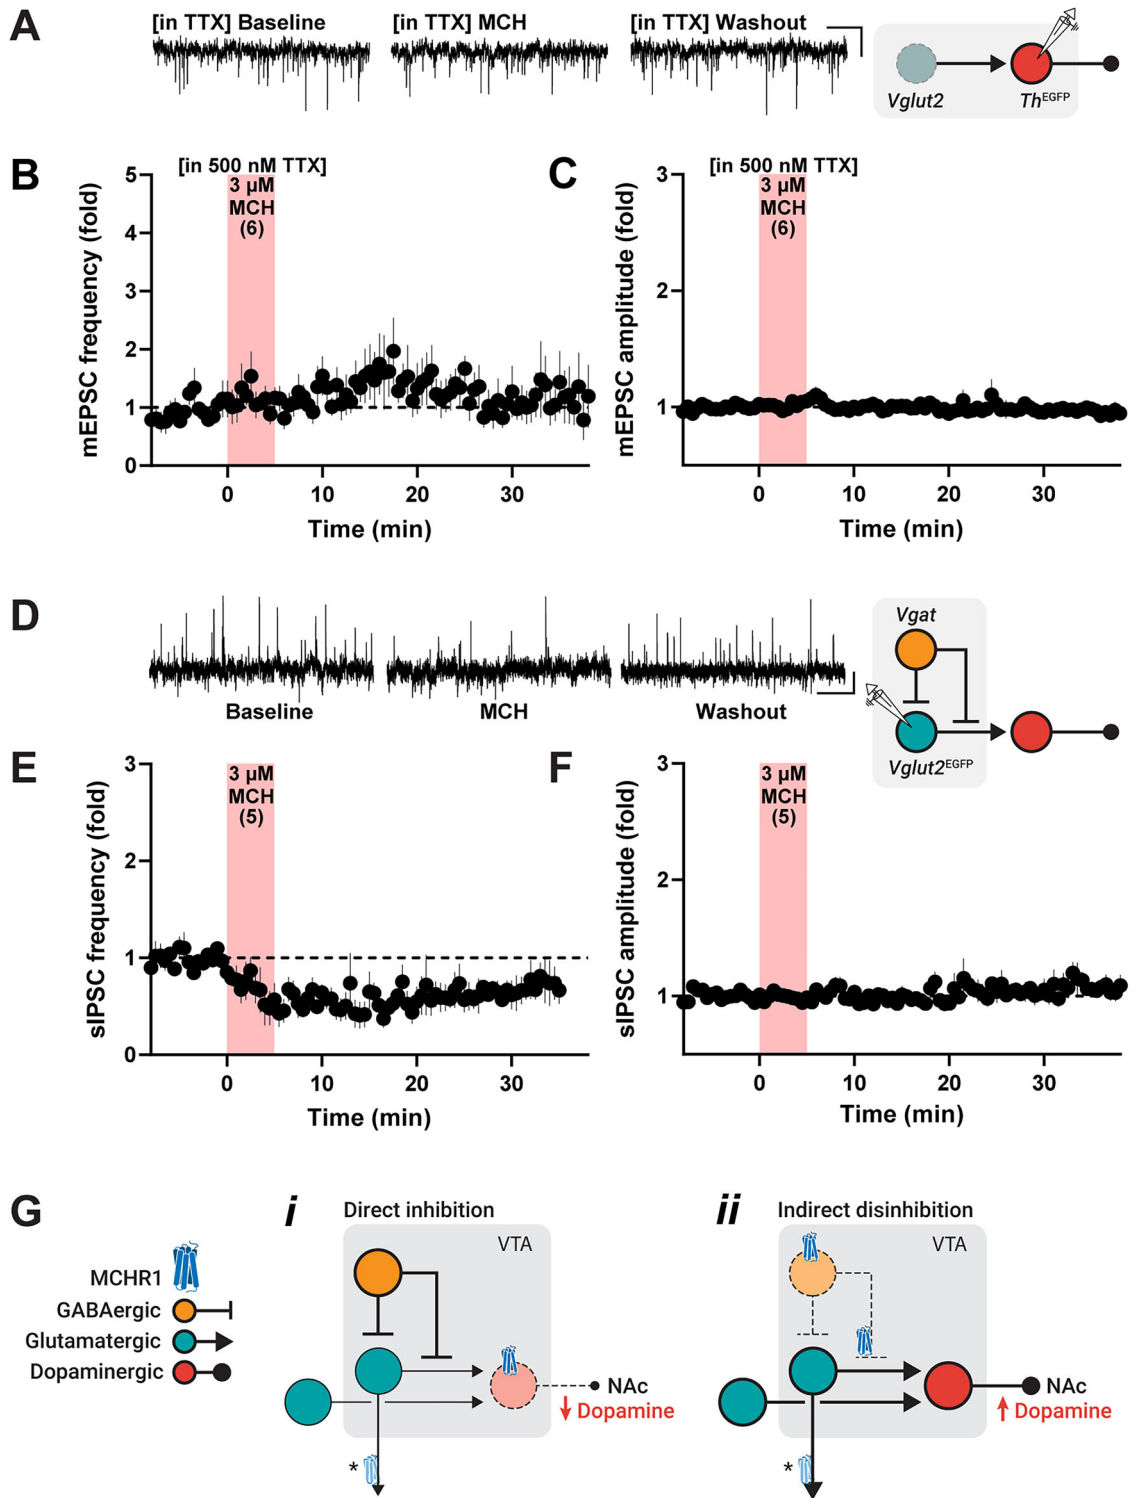 A
[in TTX] Baseline
[in TTX] MCH
[in TTX] Washout
Vglut2
Th^EGFP
B
[in 500 nM TTX]
3 µM
MCH
(6)
mEPSC frequency (fold)
5
4
3
2
1
0
0
10
20
30
Time (min)
C
[in 500 nM TTX]
3 µM
MCH
(6)
mEPSC amplitude (fold)
3
2
1
0
10
20
30
Time (min)
D
Baseline
MCH
Washout
Vgat
Vglut2^EGFP
E
3 µM
MCH
(5)
sIPSC frequency (fold)
3
2
1
0
0
10
20
30
Time (min)
F
3 µM
MCH
(5)
sIPSC amplitude (fold)
3
2
1
0
10
20
30
Time (min)
G
MCHR1
GABAergic
Glutamatergic
Dopaminergic
i
Direct inhibition
VTA
NAc
Dopamine
*
ii
Indirect disinhibition
VTA
NAc
Dopamine
*